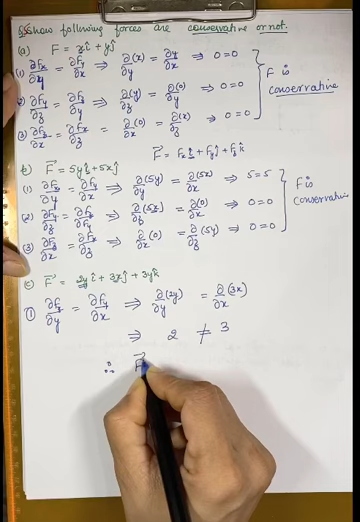 Q5 Show following forces are conservative or not.
(a) F = xî + yĵ
(1) ∂Fx/∂y = ∂Fy/∂x ⇒ ∂(x)/∂y = ∂y/∂x ⇒ 0=0
2) ∂Fy/∂z = ∂Fz/∂y ⇒ ∂(y)/∂z = ∂(0)/∂y ⇒ 0=0
3) ∂Fz/∂x = ∂Fx/∂z ⇒ ∂(0)/∂x = ∂(x)/∂z ⇒ 0=0
F is conservative
F⃗ = Fxî + Fyĵ + Fzk̂
F⃗ = 5yî + 5xĵ
(1) ∂Fx/∂y = ∂Fy/∂x ⇒ ∂(5y)/∂y = ∂(5x)/∂x ⇒ 5=5
(2) ∂Fy/∂z = ∂Fz/∂y ⇒ ∂(5x)/∂z = ∂(0)/∂x ⇒ 0=0
(3) ∂Fz/∂x = ∂Fx/∂z ⇒ ∂(0)/∂x = ∂(5y)/∂z ⇒ 0=0
F is conservative
(c) F⃗ = 2yî + 3xĵ + 3yk̂
① ∂Fx/∂y = ∂Fy/∂x ⇒ ∂(2y)/∂y = ∂(3x)/∂x
⇒ 2 ≠ 3
∴ F⃗